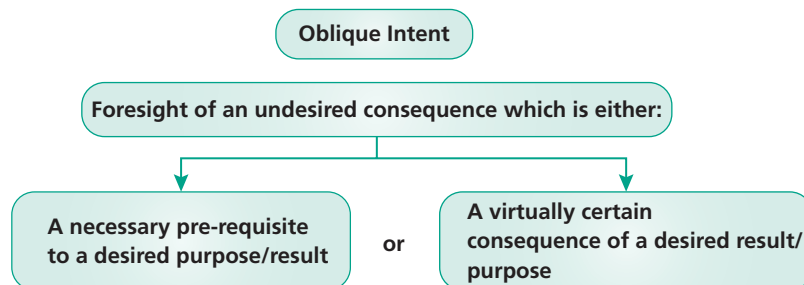 Oblique Intent
Foresight of an undesired consequence which is either:
A necessary pre-requisite
to a desired purpose/result
or
A virtually certain
consequence of a desired result/
purpose